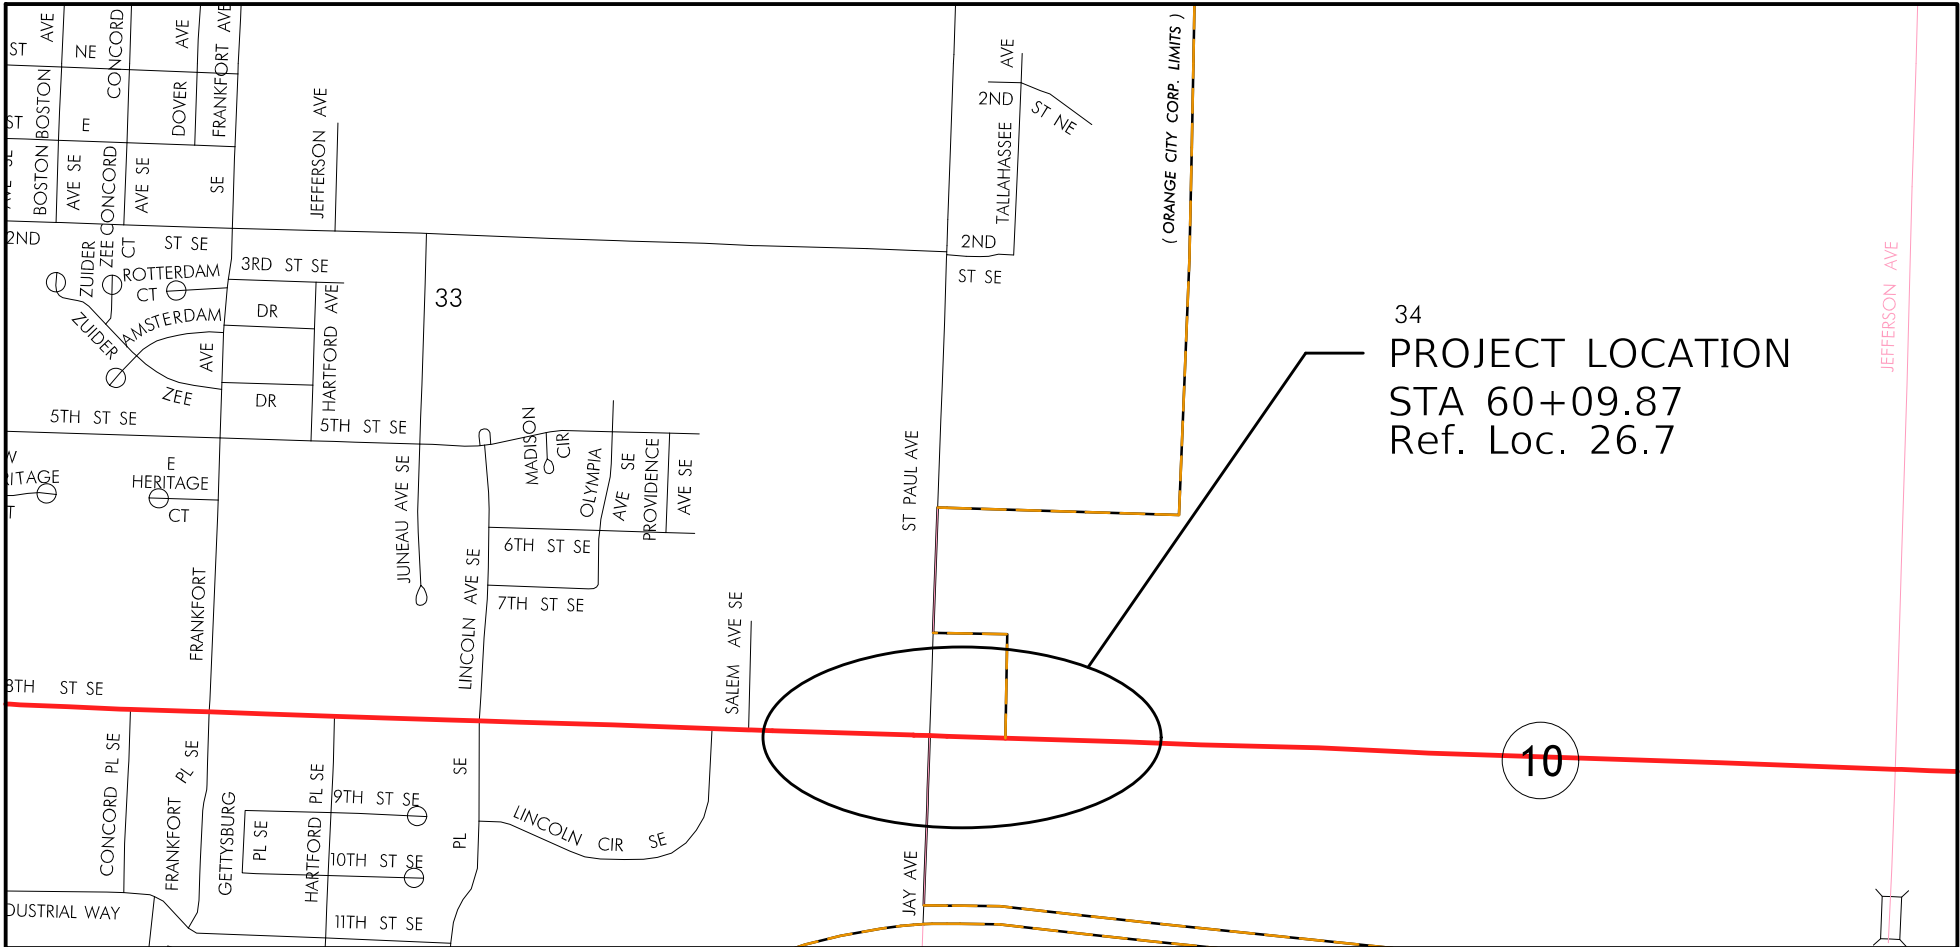 ST
AVE
NE
CONCORD
AVE
FRANKFORT AVE
BOSTON
BOSTON
ST
E
DOVER
BOSTON
AVE SE
CONCORD
AVE SE
SE
JEFFERSON AVE
2ND
ST SE
ZUIDER
ZEE
CT
ROTTERDAM
CT
3RD ST SE
AMSTERDAM
AVE
ZUIDER
ZEE
DR
DR
HARTFORD AVE
33
5TH ST SE
5TH ST SE
E
HERITAGE
CT
JUNEAU AVE SE
MADISON
CIR
OLYMPIA
AVE SE
PROVIDENCE
AVE SE
6TH ST SE
7TH ST SE
LINCOLN AVE SE
FRANKFORT
SALEM AVE SE
8TH ST SE
ST PAUL AVE
2ND
ST SE
TALLAHASSEE AVE
2ND
ST NE
( ORANGE CITY CORP. LIMITS )
34
PROJECT LOCATION
STA 60+09.87
Ref. Loc. 26.7
JEFFERSON AVE
10
CONCORD PL SE
FRANKFORT PL SE
GETTYSBURG
PL SE
HARTFORD PL SE
9TH ST SE
10TH ST SE
11TH ST SE
PL SE
LINCOLN CIR SE
JAY AVE
DUSTRIAL WAY